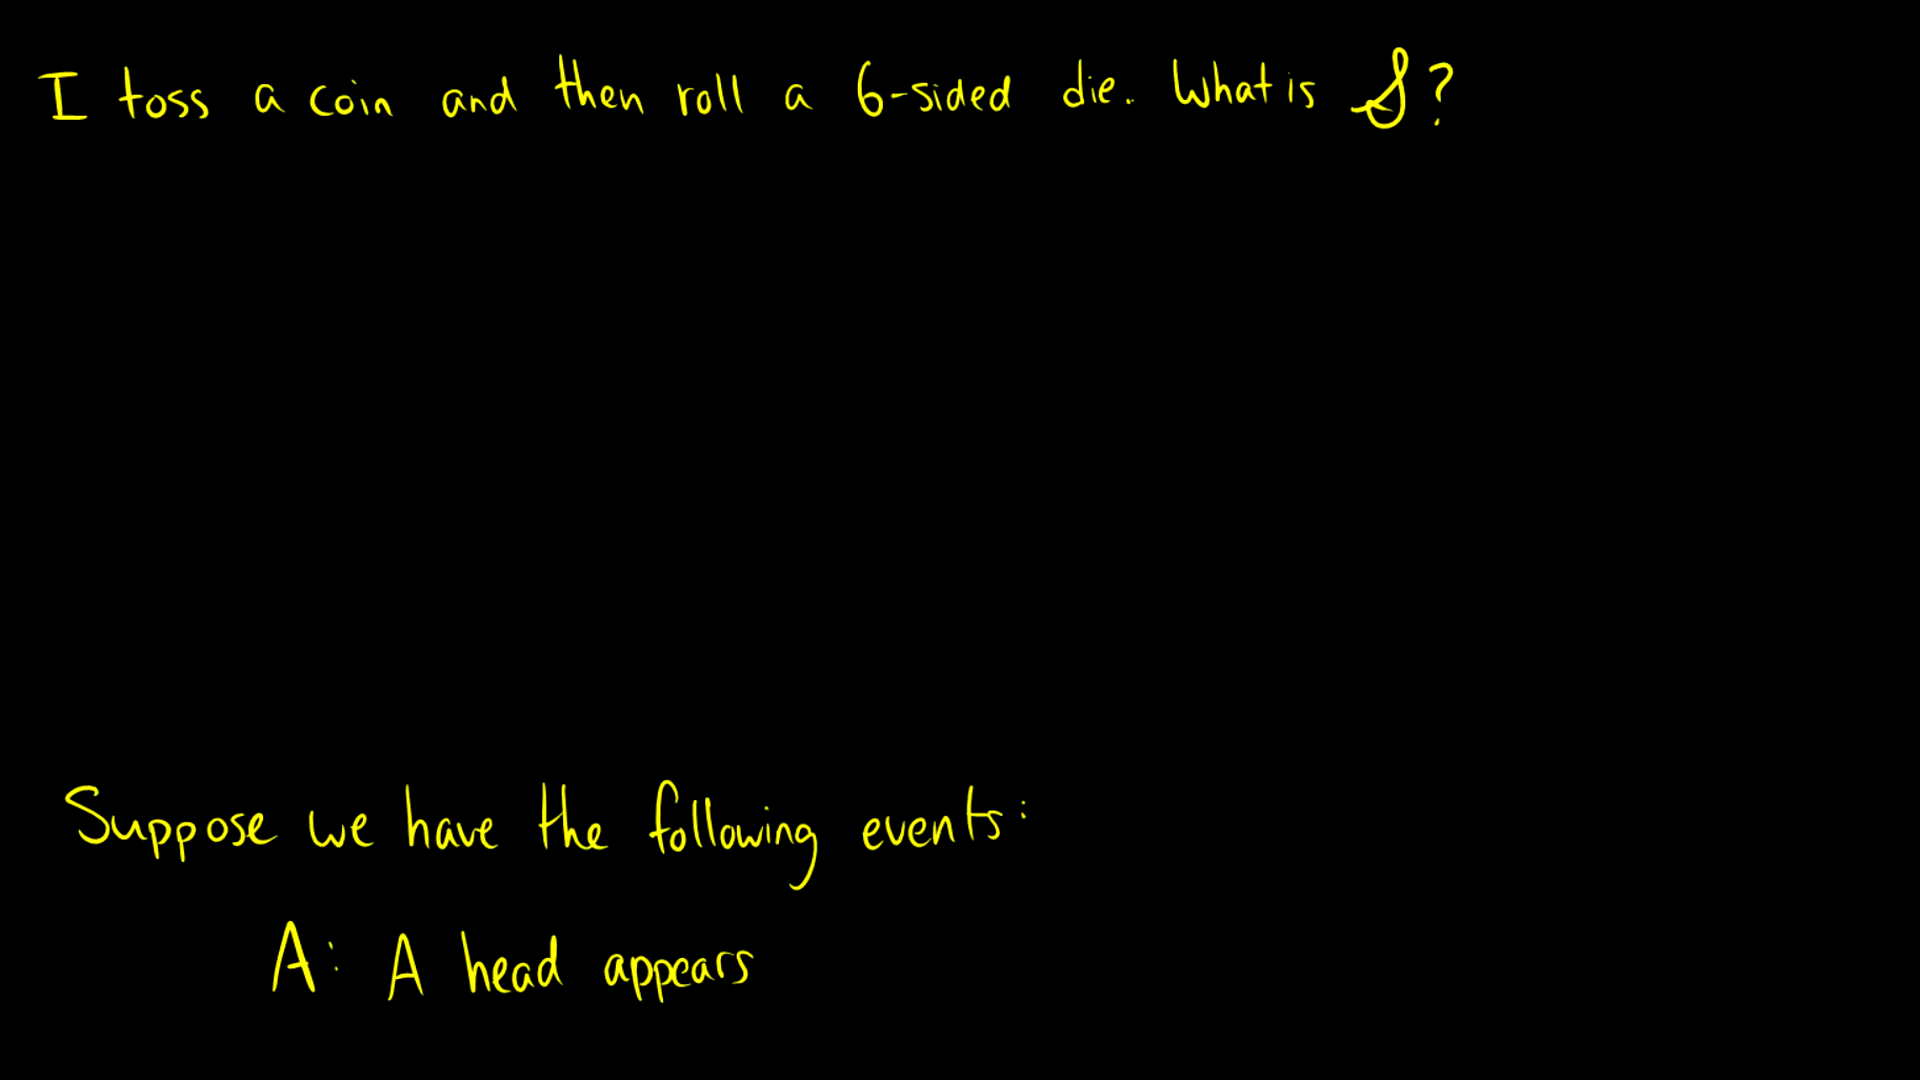 I toss a coin and then roll a 6-sided die. What is S?
Suppose we have the following events:
A: A head appears